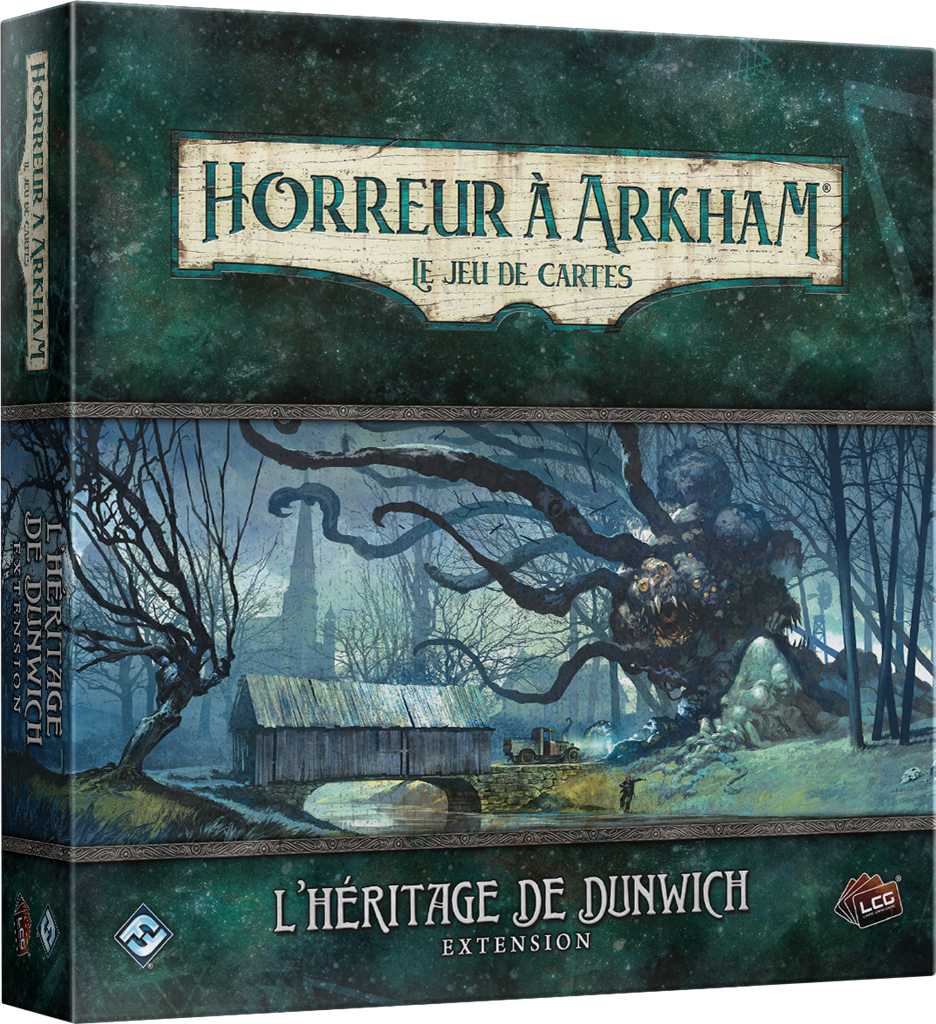 HORREUR À ARKHAM®
LE JEU DE CARTES
L'HÉRITAGE DE DUNWICH
EXTENSION
LCG®
HORREUR À ARKHAM
LE JEU DE CARTES
L'HÉRITAGE
DE DUNWICH
EXTENSION
LCG